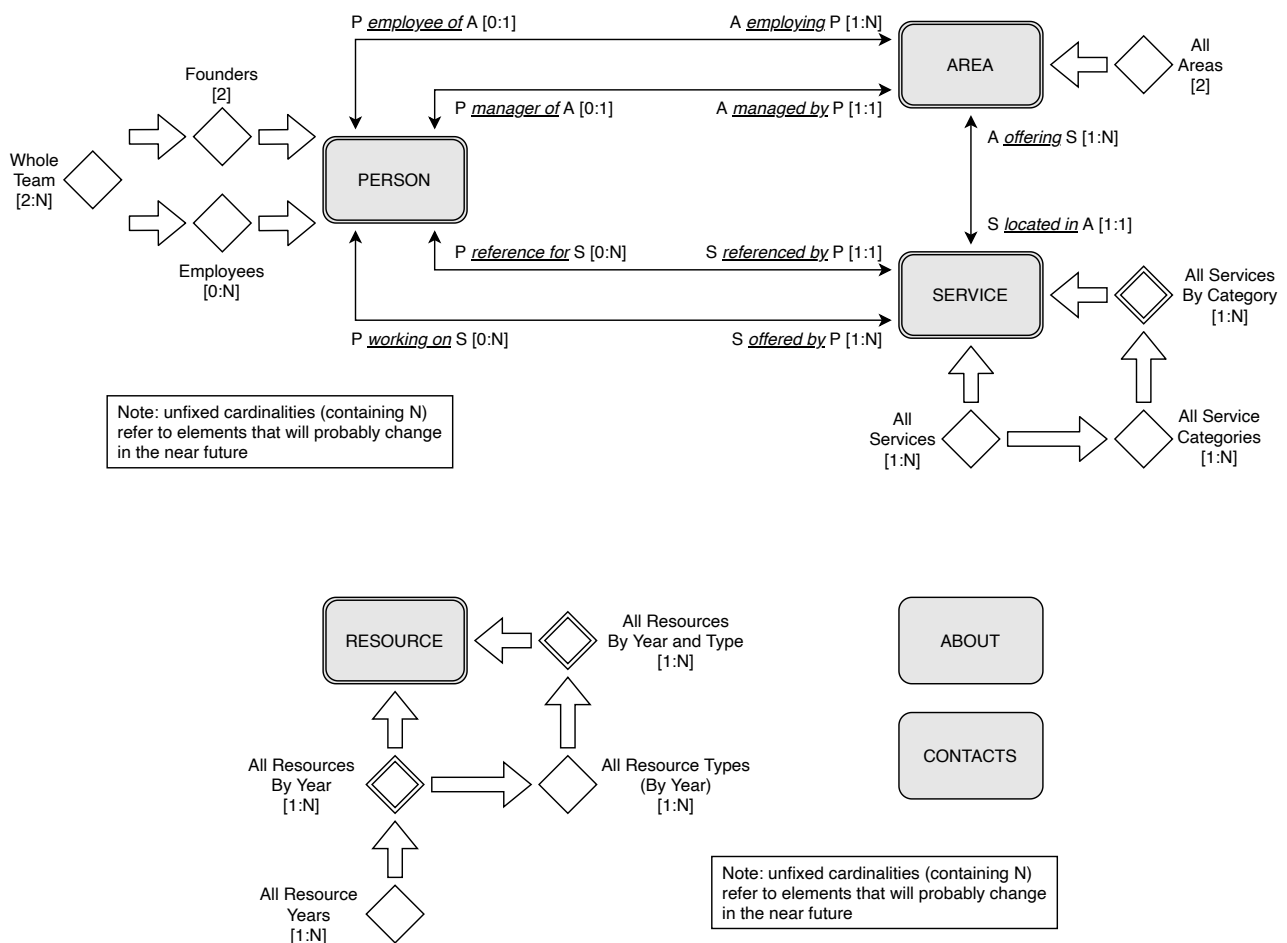 P employee of A [0:1]
A employing P [1:N]
AREA
All
Areas
[2]
Founders
[2]
P manager of A [0:1]
A managed by P [1:1]
Whole
Team
[2:N]
PERSON
A offering S [1:N]
S located in A [1:1]
Employees
[0:N]
P reference for S [0:N]
S referenced by P [1:1]
SERVICE
All Services
By Category
[1:N]
P working on S [0:N]
S offered by P [1:N]
Note: unfixed cardinalities (containing N)
refer to elements that will probably change
in the near future
All
Services
[1:N]
All Service
Categories
[1:N]
RESOURCE
All Resources
By Year and Type
[1:N]
ABOUT
All Resources
By Year
[1:N]
All Resource Types
(By Year)
[1:N]
CONTACTS
All Resource
Years
[1:N]
Note: unfixed cardinalities (containing N)
refer to elements that will probably change
in the near future